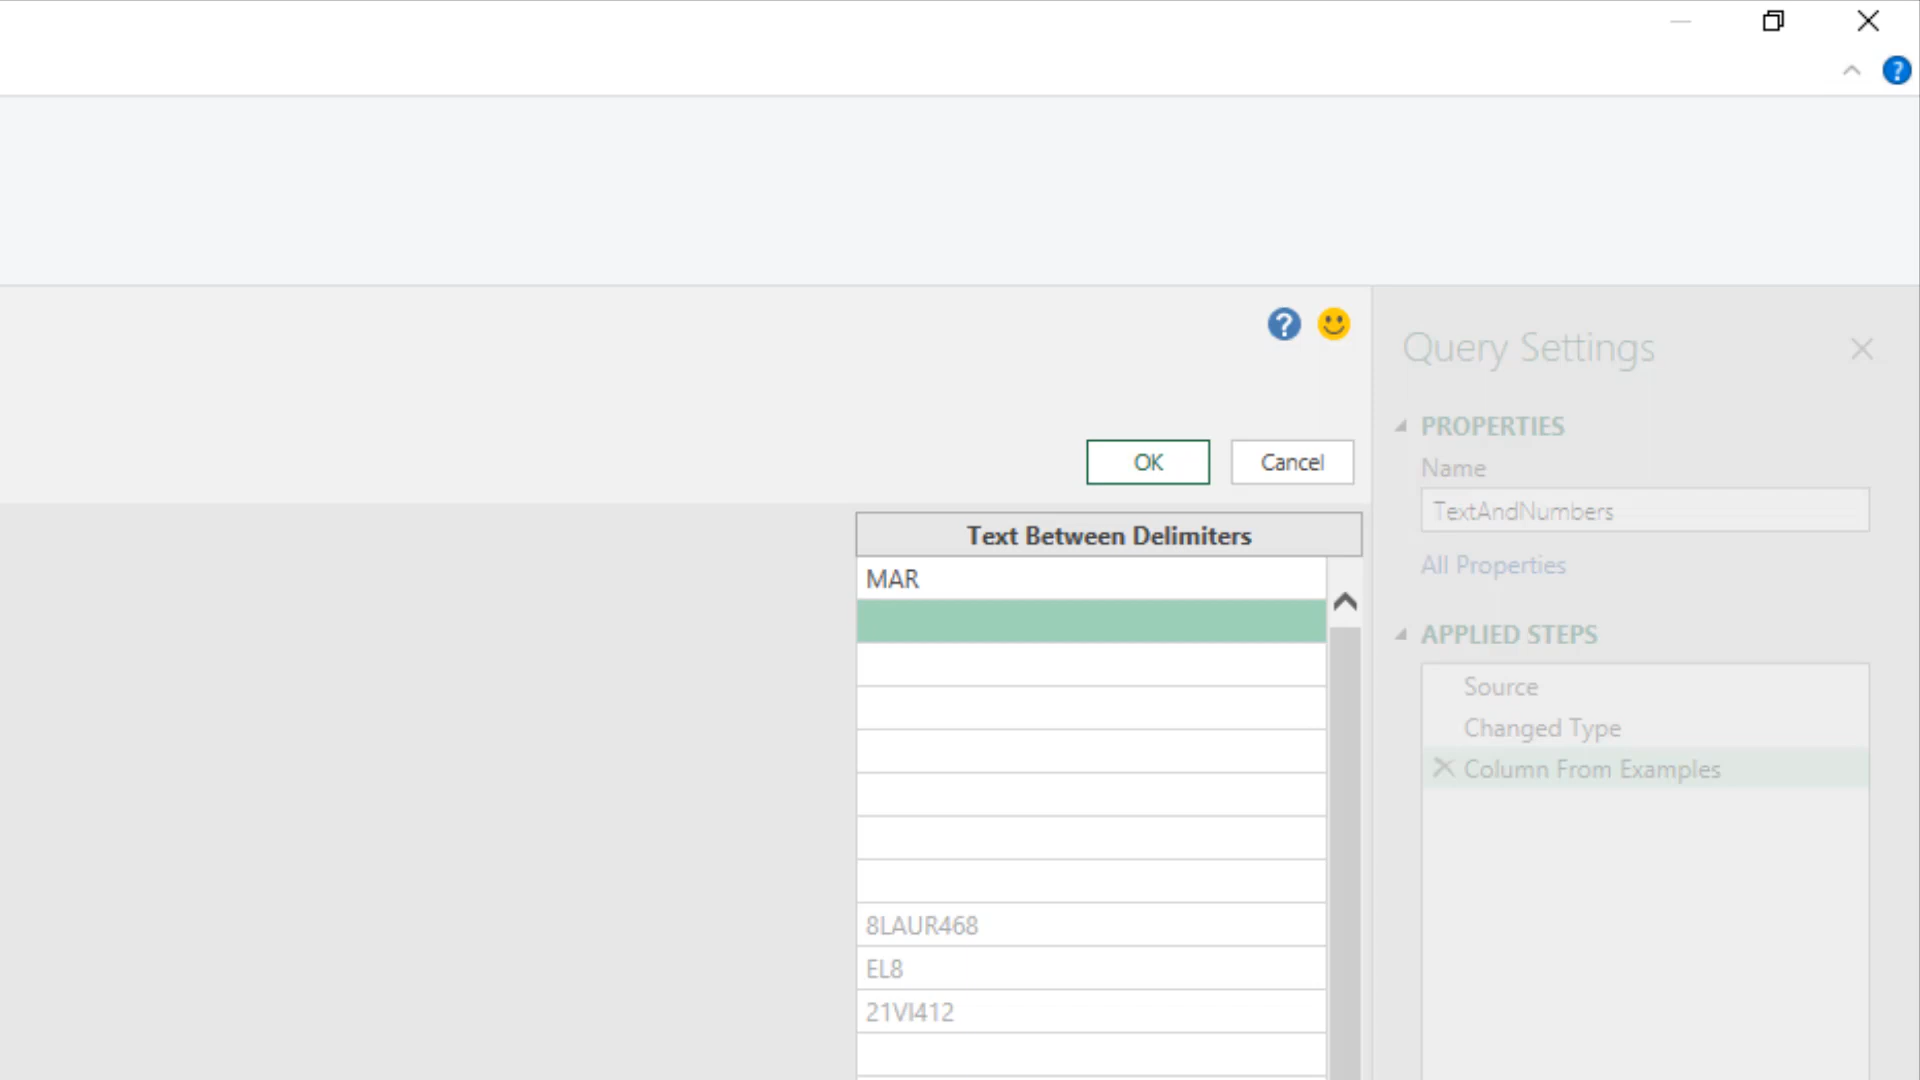 Query Settings
PROPERTIES
Name
TextAndNumbers
All Properties
APPLIED STEPS
Source
Changed Type
Column From Examples
OK
Cancel
Text Between Delimiters
MAR
8LAUR468
EL8
21VI412